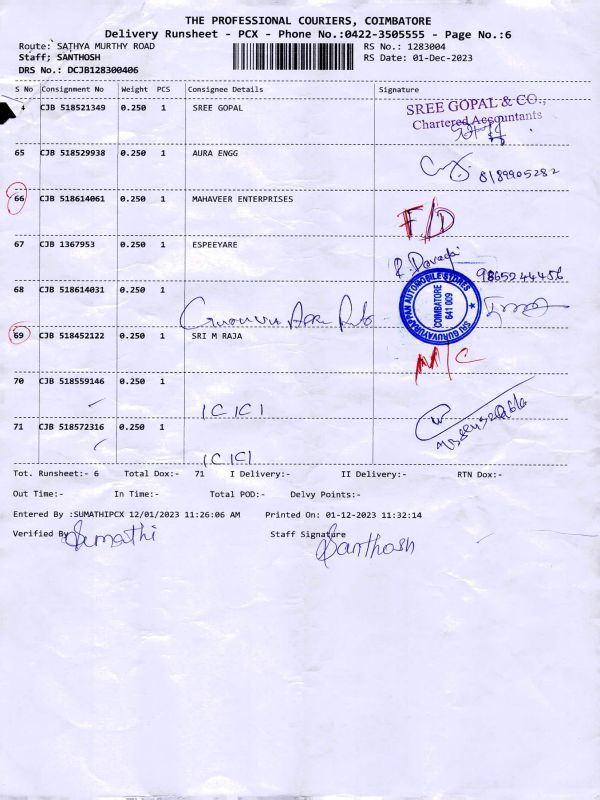 THE PROFESSIONAL COURIERS, COIMBATORE
Delivery Runsheet - PCX - Phone No.:0422-3505555 - Page No.:6
Route: SATHYA MURTHY ROAD RS No.: 1283004
Staff: SANTHOSH RS Date: 01-Dec-2023
DRS No.: DCJB128300406
S No Consignment No Weight PCS Consignee Details Signature
4 CJB 518521349 0.250 1 SREE GOPAL
SREE GOPAL & CO.,
Chartered Accountants
65 CJB 518529938 0.250 1 AURA ENGG
8189905282
66 CJB 518614061 0.250 1 MAHAVEER ENTERPRISES
F/D
67 CJB 1367953 0.250 1 ESPEEYARE
9865244456
68 CJB 518614031 0.250 1
SRI GURUVAYURAPPAN AUTOMOBILE STORES
COIMBATORE
641 009
69 CJB 518452122 0.250 1 SRI M RAJA
70 CJB 518559146 0.250 1
ICICI
71 CJB 518572316 0.250 1
ICICI
Tot. Runsheet:- 6 Total Dox:- 71 I Delivery:- II Delivery:- RTN Dox:-
Out Time:- In Time:- Total POD:- Delvy Points:-
Entered By :SUMATHIPCX 12/01/2023 11:26:06 AM Printed On: 01-12-2023 11:32:14
Verified By Sumathi Staff Signature Santhosh